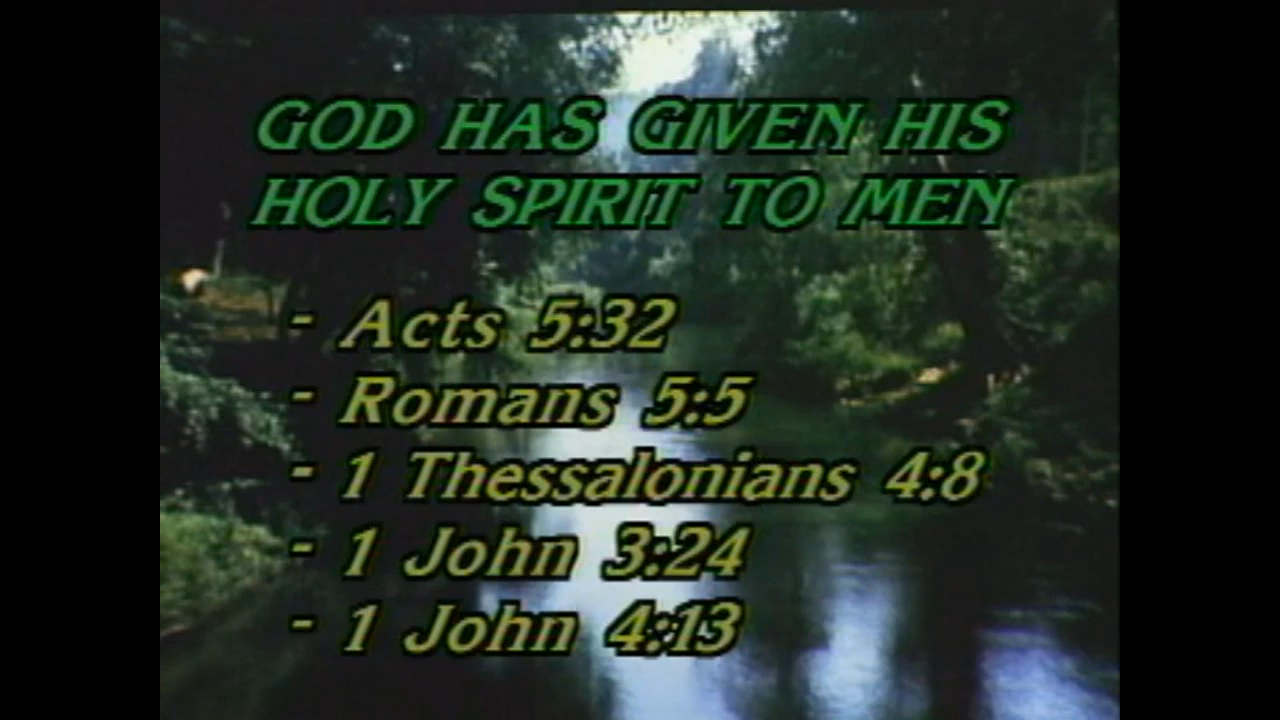 GOD HAS GIVEN HIS
HOLY SPIRIT TO MEN
- Acts 5:32
- Romans 5:5
- 1 Thessalonians 4:8
- 1 John 3:24
- 1 John 4:13